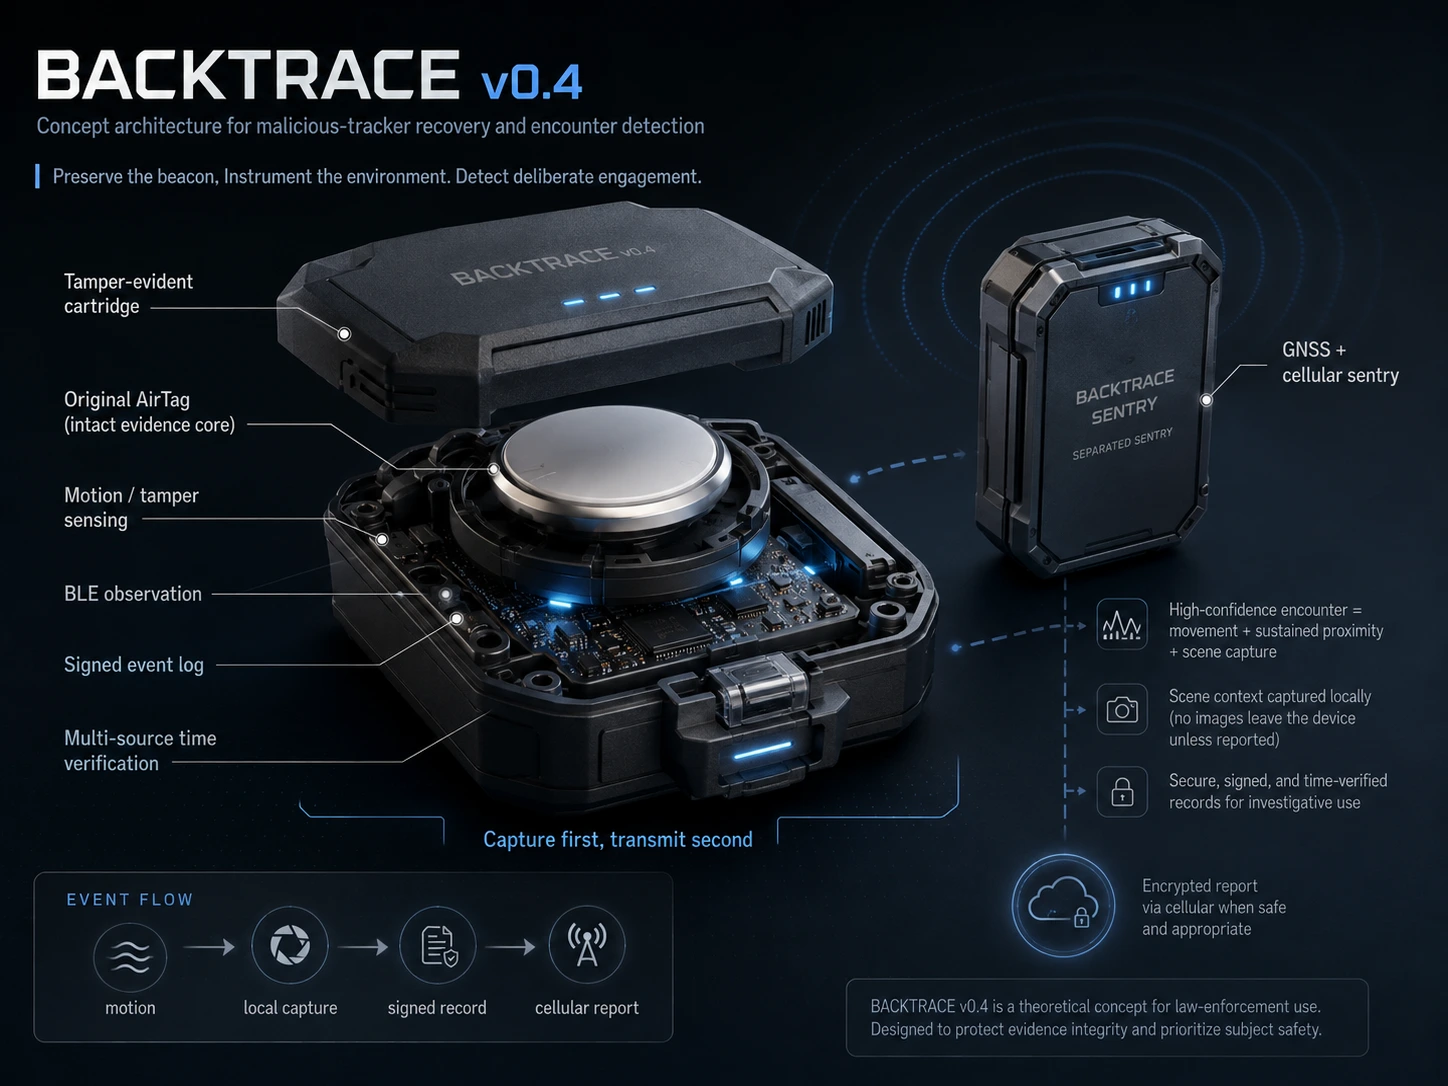 BACKTRACE v0.4
Concept architecture for malicious-tracker recovery and encounter detection
Preserve the beacon, Instrument the environment. Detect deliberate engagement.
BACKTRACE v0.4
Tamper-evident
cartridge
Original AirTag
(intact evidence core)
Motion / tamper
sensing
BLE observation
Signed event log
Multi-source time
verification
BACKTRACE
SENTRY
SEPARATED SENTRY
GNSS +
cellular sentry
High-confidence encounter =
movement + sustained proximity
+ scene capture
Scene context captured locally
(no images leave the device
unless reported)
Secure, signed, and time-verified
records for investigative use
Capture first, transmit second
Encrypted report
via cellular when safe
and appropriate
EVENT FLOW
motion
local capture
signed record
cellular report
BACKTRACE v0.4 is a theoretical concept for law-enforcement use.
Designed to protect evidence integrity and prioritize subject safety.